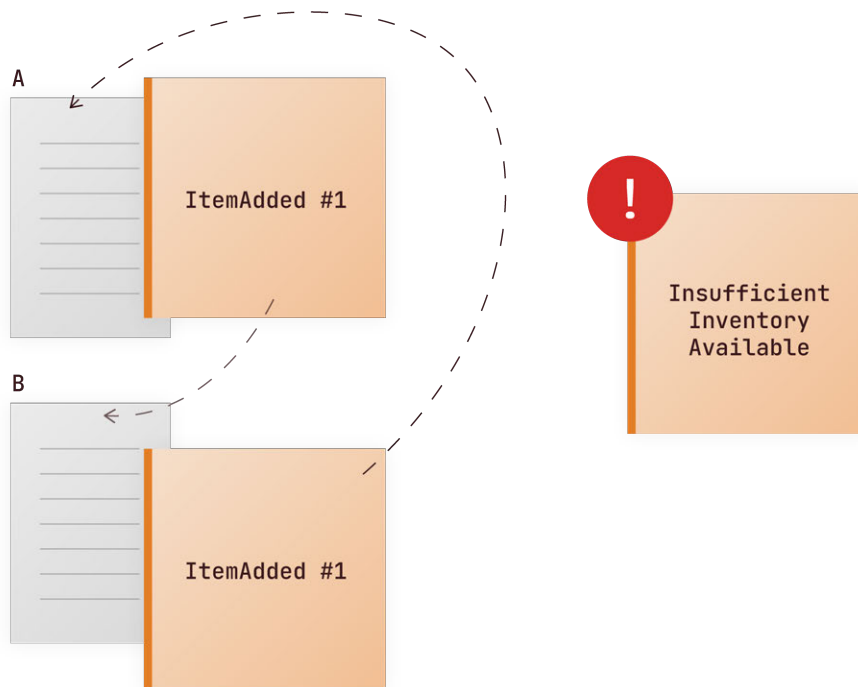 A
ItemAdded #1
!
Insufficient
Inventory
Available
B
ItemAdded #1